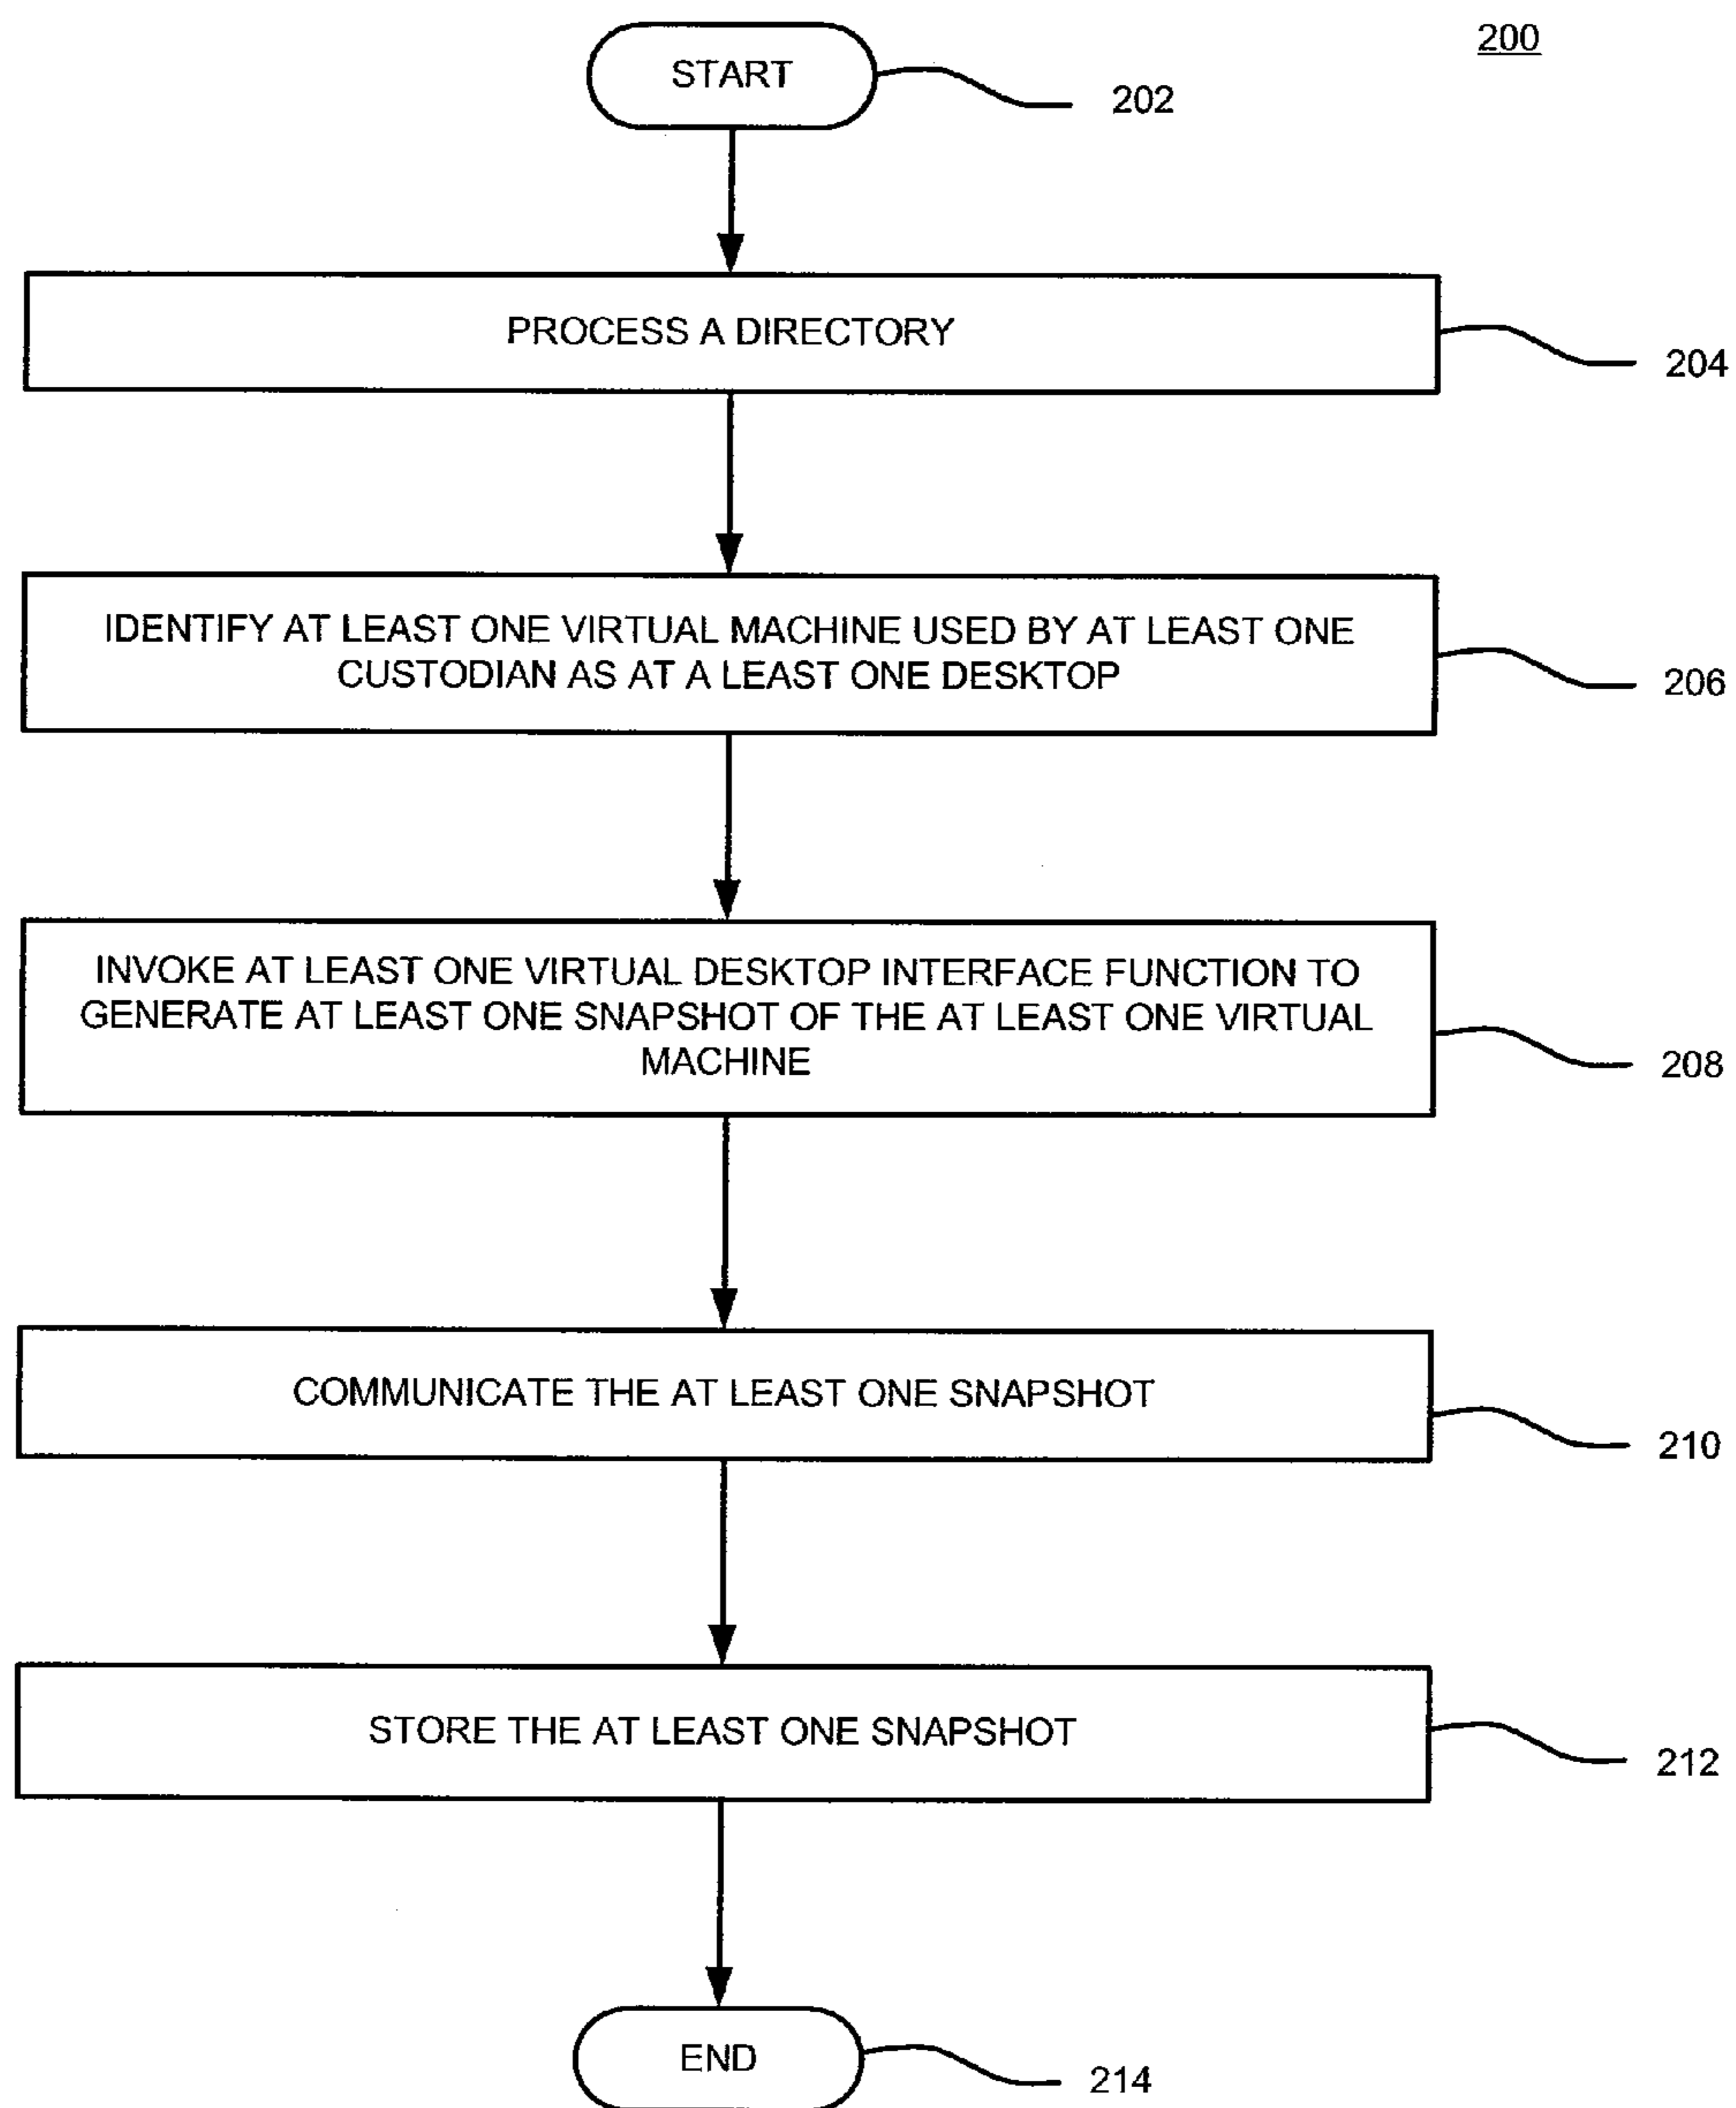 200
START
202
PROCESS A DIRECTORY
204
IDENTIFY AT LEAST ONE VIRTUAL MACHINE USED BY AT LEAST ONE
CUSTODIAN AS AT A LEAST ONE DESKTOP
206
INVOKE AT LEAST ONE VIRTUAL DESKTOP INTERFACE FUNCTION TO
GENERATE AT LEAST ONE SNAPSHOT OF THE AT LEAST ONE VIRTUAL
MACHINE
208
COMMUNICATE THE AT LEAST ONE SNAPSHOT
210
STORE THE AT LEAST ONE SNAPSHOT
212
END
214